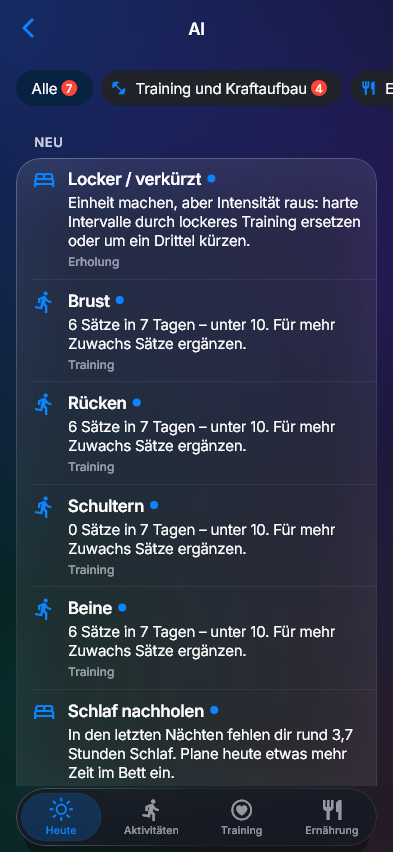 AI
Alle 7
Training und Kraftaufbau 4
E
NEU
Locker / verkürzt
Einheit machen, aber Intensität raus: harte
Intervalle durch lockeres Training ersetzen
oder um ein Drittel kürzen.
Erholung
Brust
6 Sätze in 7 Tagen – unter 10. Für mehr
Zuwachs Sätze ergänzen.
Training
Rücken
6 Sätze in 7 Tagen – unter 10. Für mehr
Zuwachs Sätze ergänzen.
Training
Schultern
0 Sätze in 7 Tagen – unter 10. Für mehr
Zuwachs Sätze ergänzen.
Training
Beine
6 Sätze in 7 Tagen – unter 10. Für mehr
Zuwachs Sätze ergänzen.
Training
Schlaf nachholen
In den letzten Nächten fehlen dir rund 3,7
Stunden Schlaf. Plane heute etwas mehr
Zeit im Bett ein.
Heute
Aktivitäten
Training
Ernährung